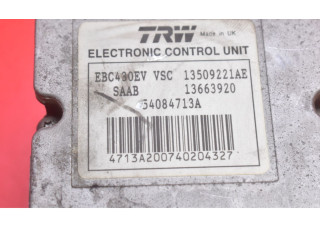 TRW Made in UK
ELECTRONIC CONTROL UNIT
EBC430EV VSC 13509221AE
SAAB 13663920
54084713A
4713A200740204327